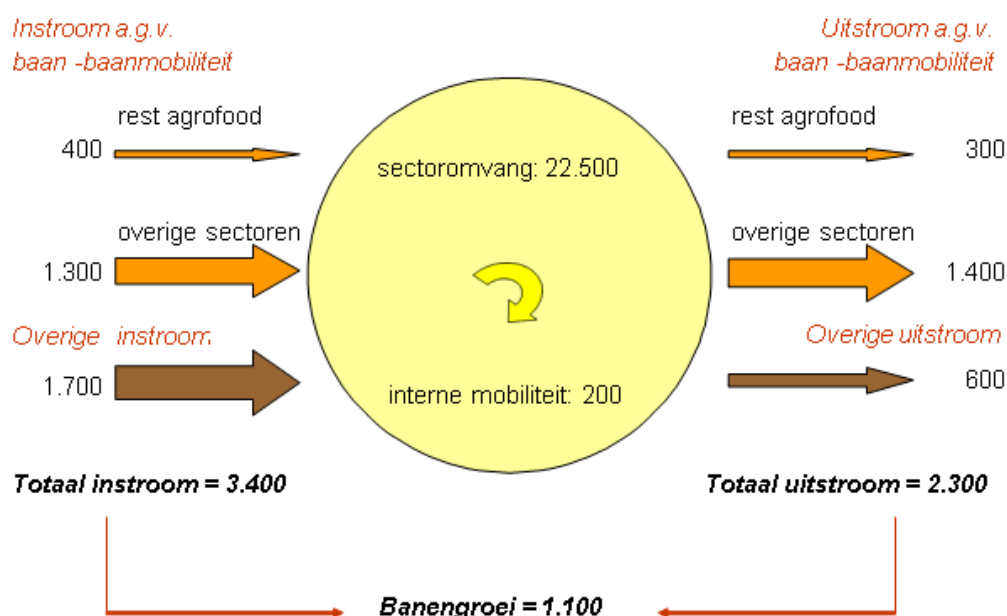 Instroom a.g.v.
baan -baanmobiliteit
rest agrofood
400
overige sectoren
1.300
Overige instroom
1.700
Totaal instroom = 3.400
sectoromvang: 22.500
interne mobiliteit: 200
Uitstroom a.g.v.
baan -baanmobiliteit
rest agrofood
300
overige sectoren
1.400
Overige uitstroom
600
Totaal uitstroom = 2.300
Banengroei = 1.100